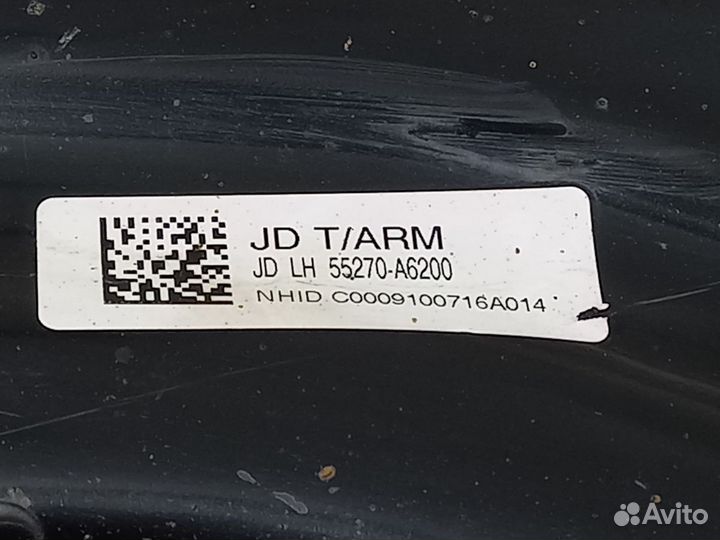 JD T/ARM
JD LH 55270-A6200
NHID C0009100716A014
Avito